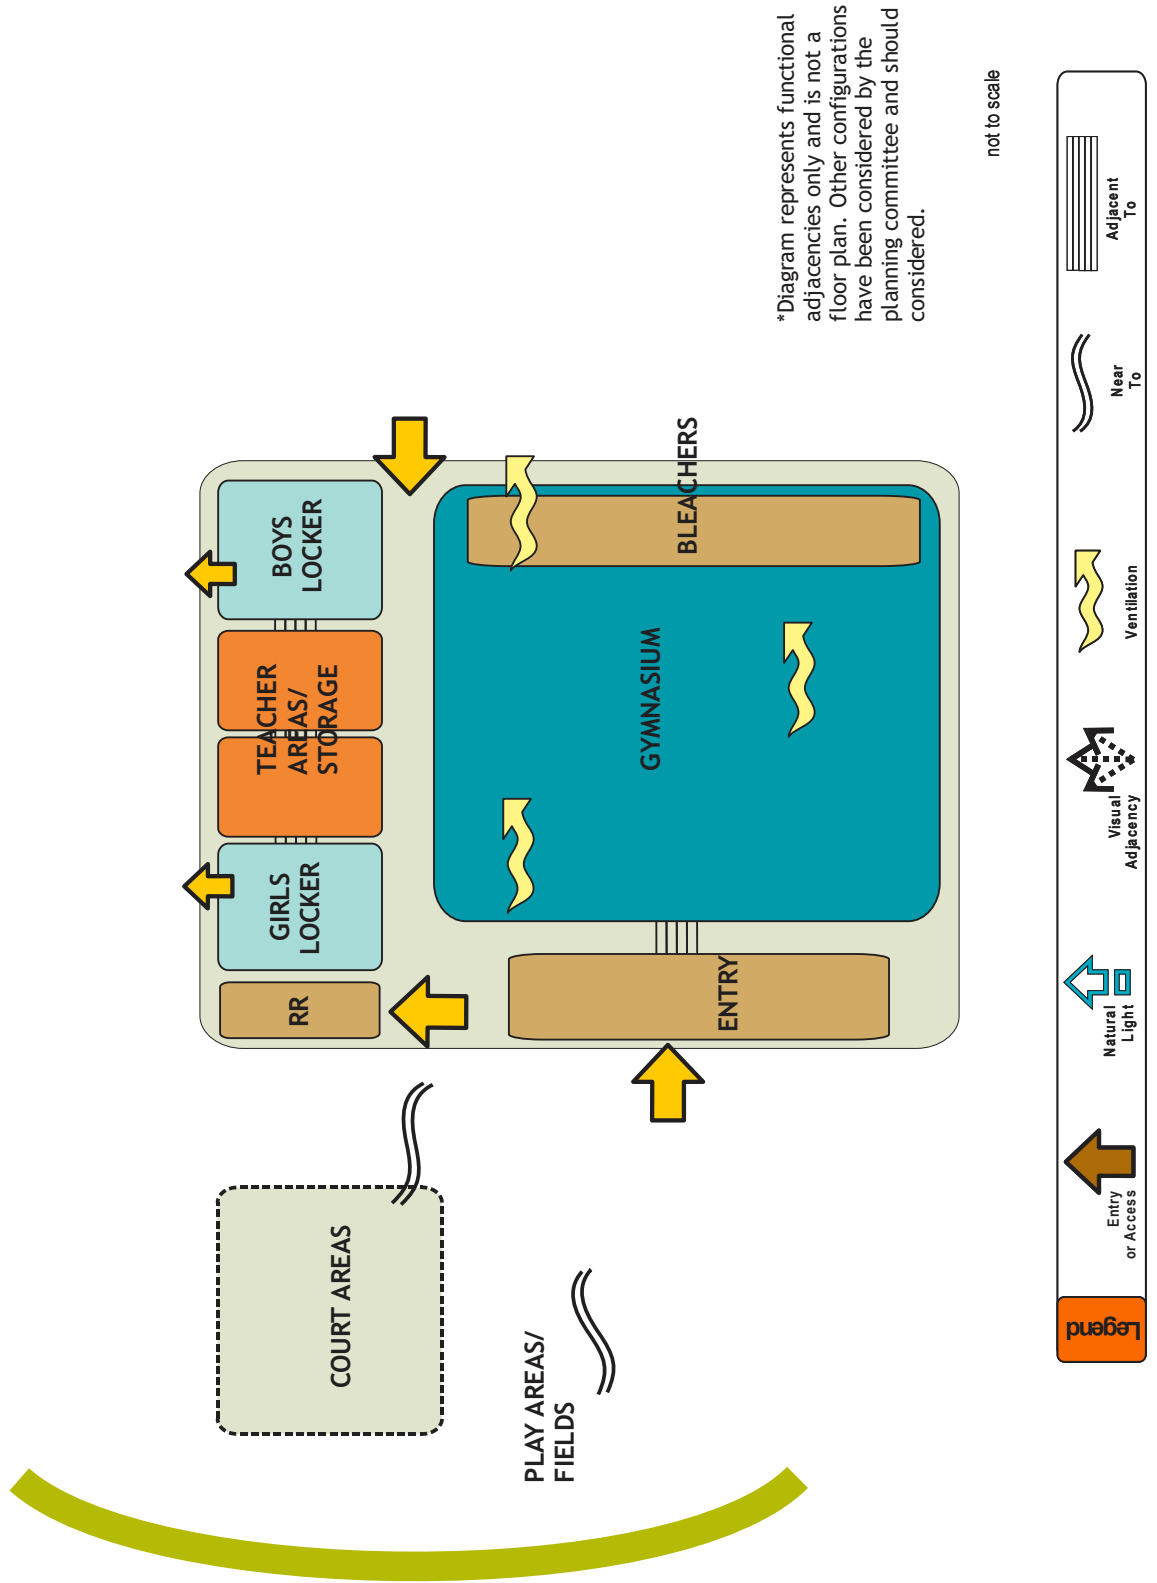 COURT AREAS
PLAY AREAS/
FIELDS
RR
GIRLS
LOCKER
TEACHER
AREAS/
STORAGE
BOYS
LOCKER
ENTRY
GYMNASIUM
BLEACHERS
*Diagram represents functional
adjacencies only and is not a
floor plan. Other configurations
have been considered by the
planning committee and should
considered.
not to scale
Legend
Entry
or Access
Natural
Light
Visual
Adjacency
Ventilation
Near
To
Adjacent
To